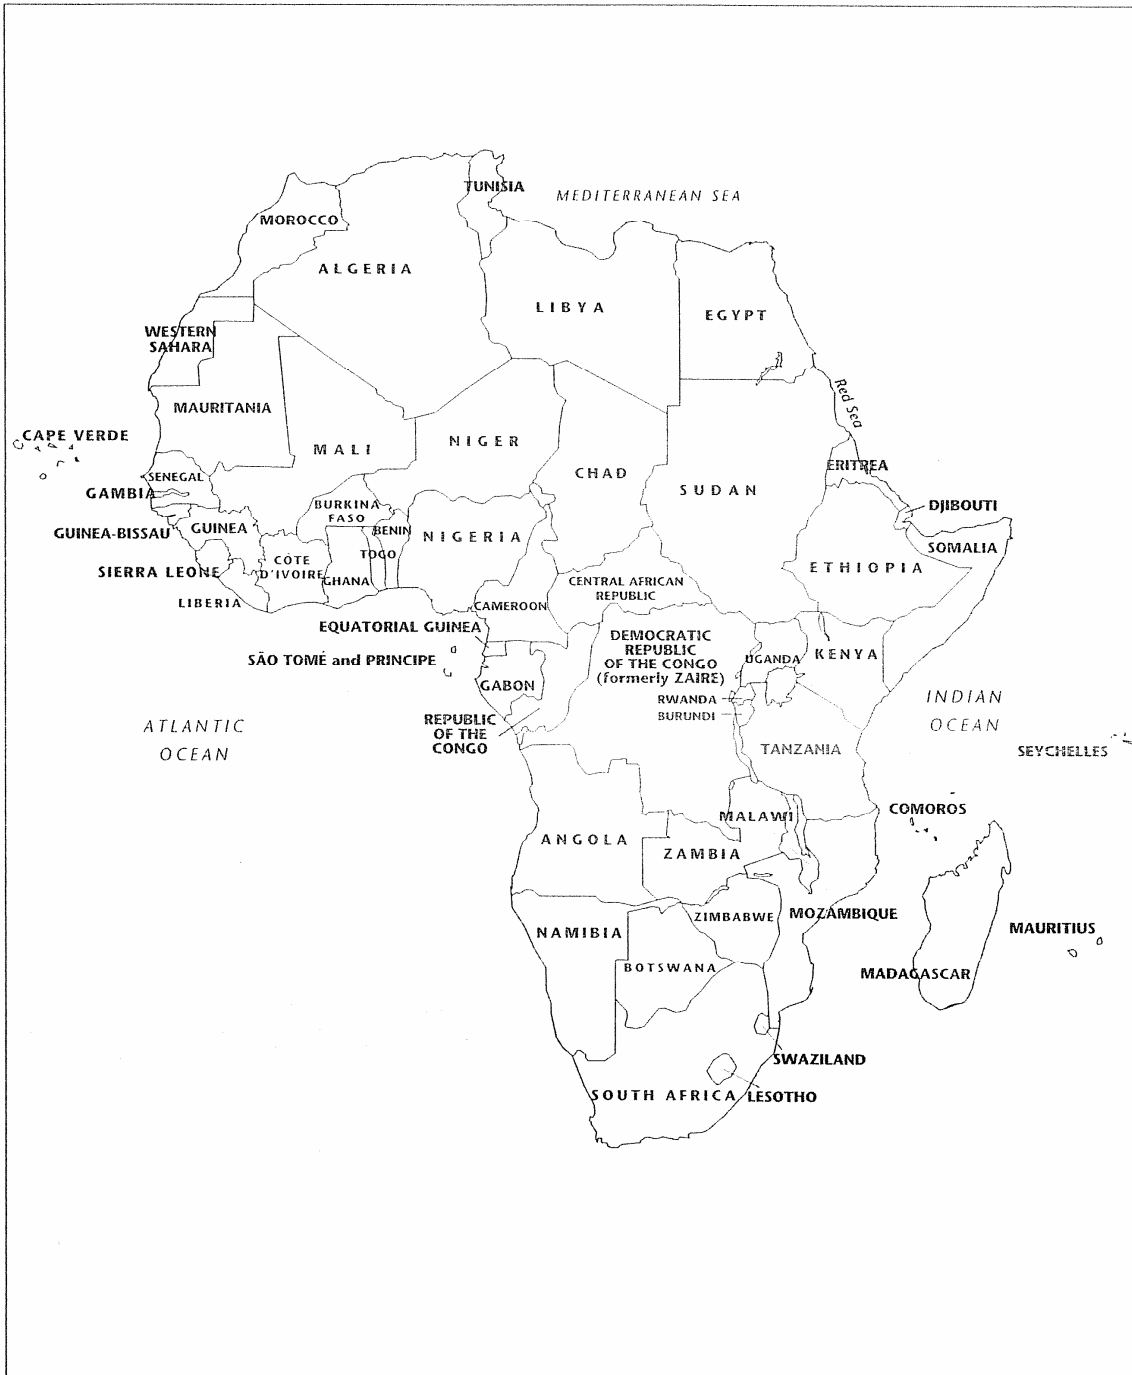 TUNISIA
MEDITERRANEAN SEA
MOROCCO
ALGERIA
LIBYA
EGYPT
WESTERN
SAHARA
Red Sea
MAURITANIA
CAPE VERDE
MALI
NIGER
CHAD
SUDAN
ERITREA
SENEGAL
GAMBIA
BURKINA
FASO
DJIBOUTI
GUINEA-BISSAU
GUINEA
BENIN
NIGERIA
SOMALIA
TOGO
CÔTE
D'IVOIRE
SIERRA LEONE
GHANA
ETHIOPIA
CENTRAL AFRICAN
REPUBLIC
LIBERIA
CAMEROON
EQUATORIAL GUINEA
DEMOCRATIC
REPUBLIC
OF THE CONGO
(formerly ZAIRE)
UGANDA
KENYA
SÃO TOMÉ and PRINCIPE
GABON
RWANDA
BURUNDI
INDIAN
OCEAN
ATLANTIC
OCEAN
REPUBLIC
OF THE
CONGO
TANZANIA
SEYCHELLES
COMOROS
MALAWI
ANGOLA
ZAMBIA
MOZAMBIQUE
ZIMBABWE
NAMIBIA
MAURITIUS
BOTSWANA
MADAGASCAR
SWAZILAND
SOUTH AFRICA
LESOTHO